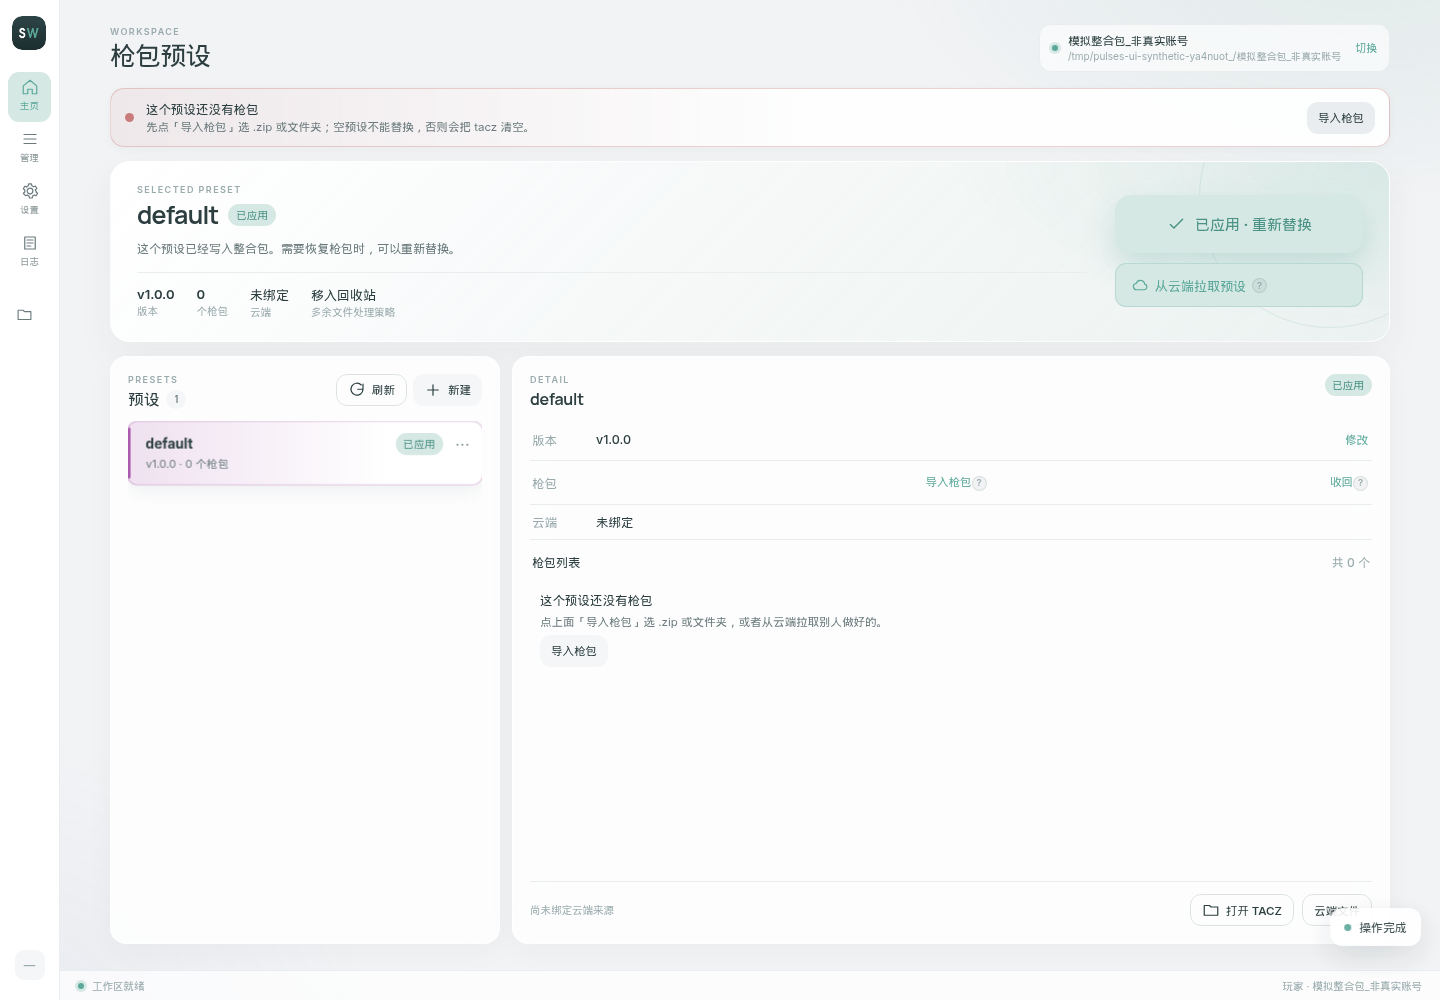 SW
主页
管理
设置
日志
WORKSPACE
枪包预设
模拟整合包_非真实账号
/tmp/pulses-ui-synthetic-ya4nuot_/模拟整合包_非真实账号
切换
这个预设还没有枪包
先点「导入枪包」选 .zip 或文件夹；空预设不能替换，否则会把 tacz 清空。
导入枪包
SELECTED PRESET
default 已应用
这个预设已经写入整合包。需要恢复枪包时，可以重新替换。
v1.0.0 0 未绑定 移入回收站
版本 个枪包 云端 多余文件处理策略
已应用 · 重新替换
从云端拉取预设 ?
PRESETS
预设 1
刷新
新建
default 已应用 ···
v1.0.0 · 0 个枪包
DETAIL
default
已应用
版本 v1.0.0 修改
枪包 导入枪包 ? 收回 ?
云端 未绑定
枪包列表 共 0 个
这个预设还没有枪包
点上面「导入枪包」选 .zip 或文件夹，或者从云端拉取别人做好的。
导入枪包
尚未绑定云端来源
打开 TACZ
云端文件
操作完成
工作区就绪
玩家 · 模拟整合包_非真实账号